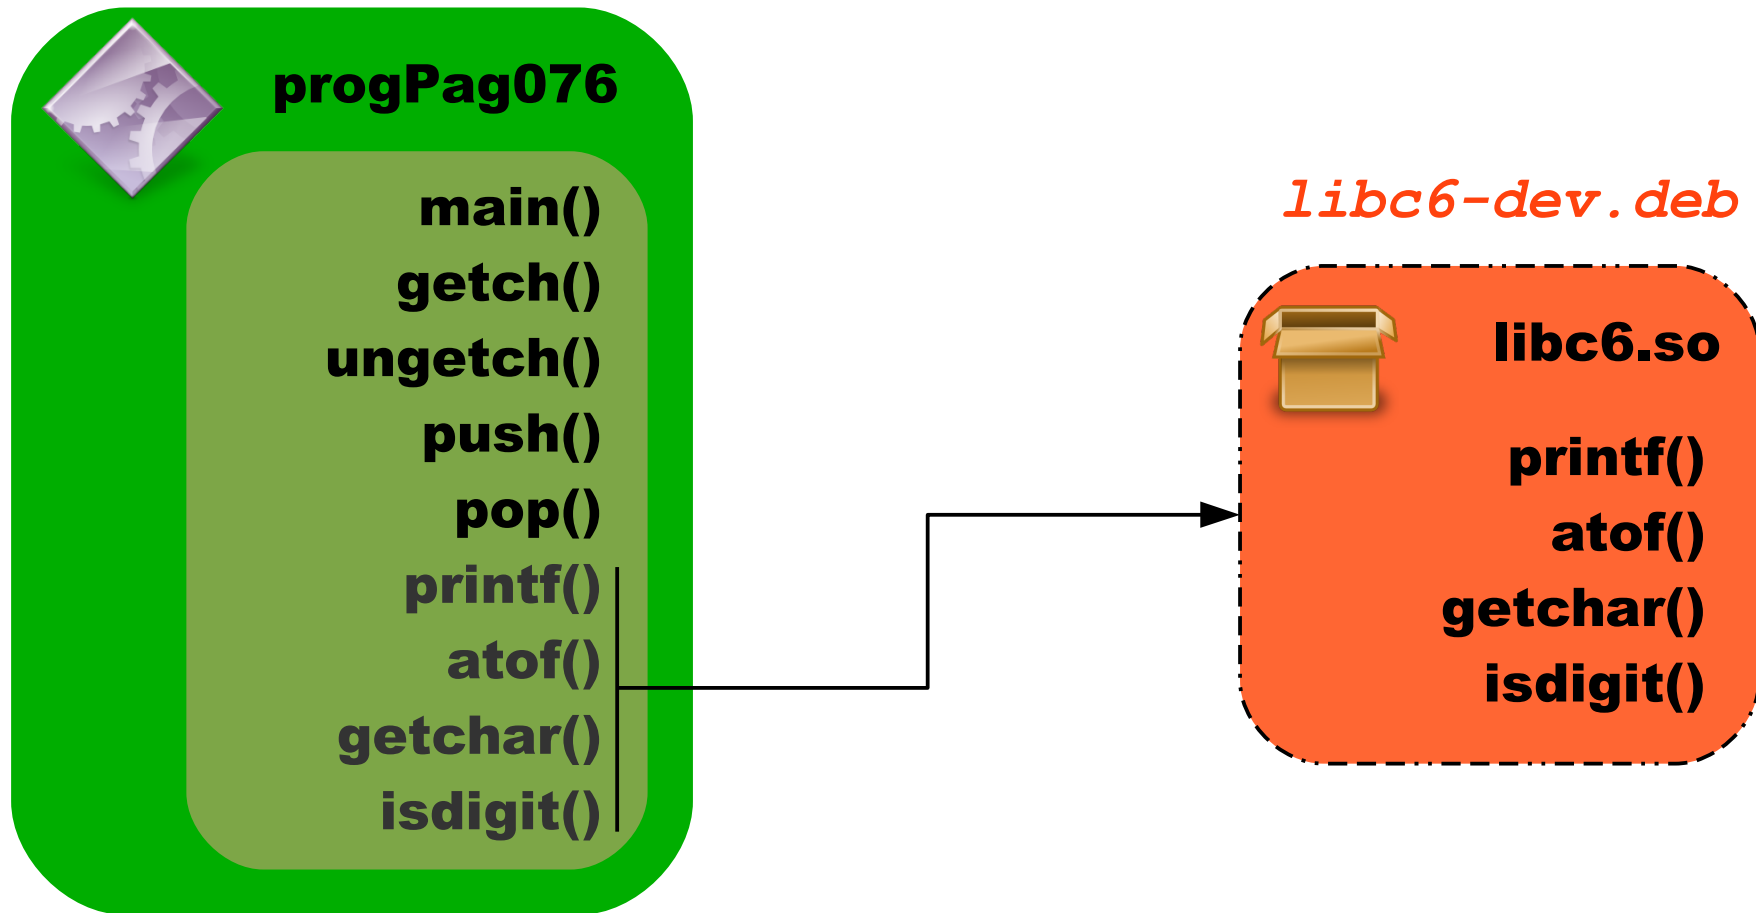 progPag076
main()
getch()
ungetch()
push()
pop()
printf()
atof()
getchar()
isdigit()
libc6-dev.deb
libc6.so
printf()
atof()
getchar()
isdigit()